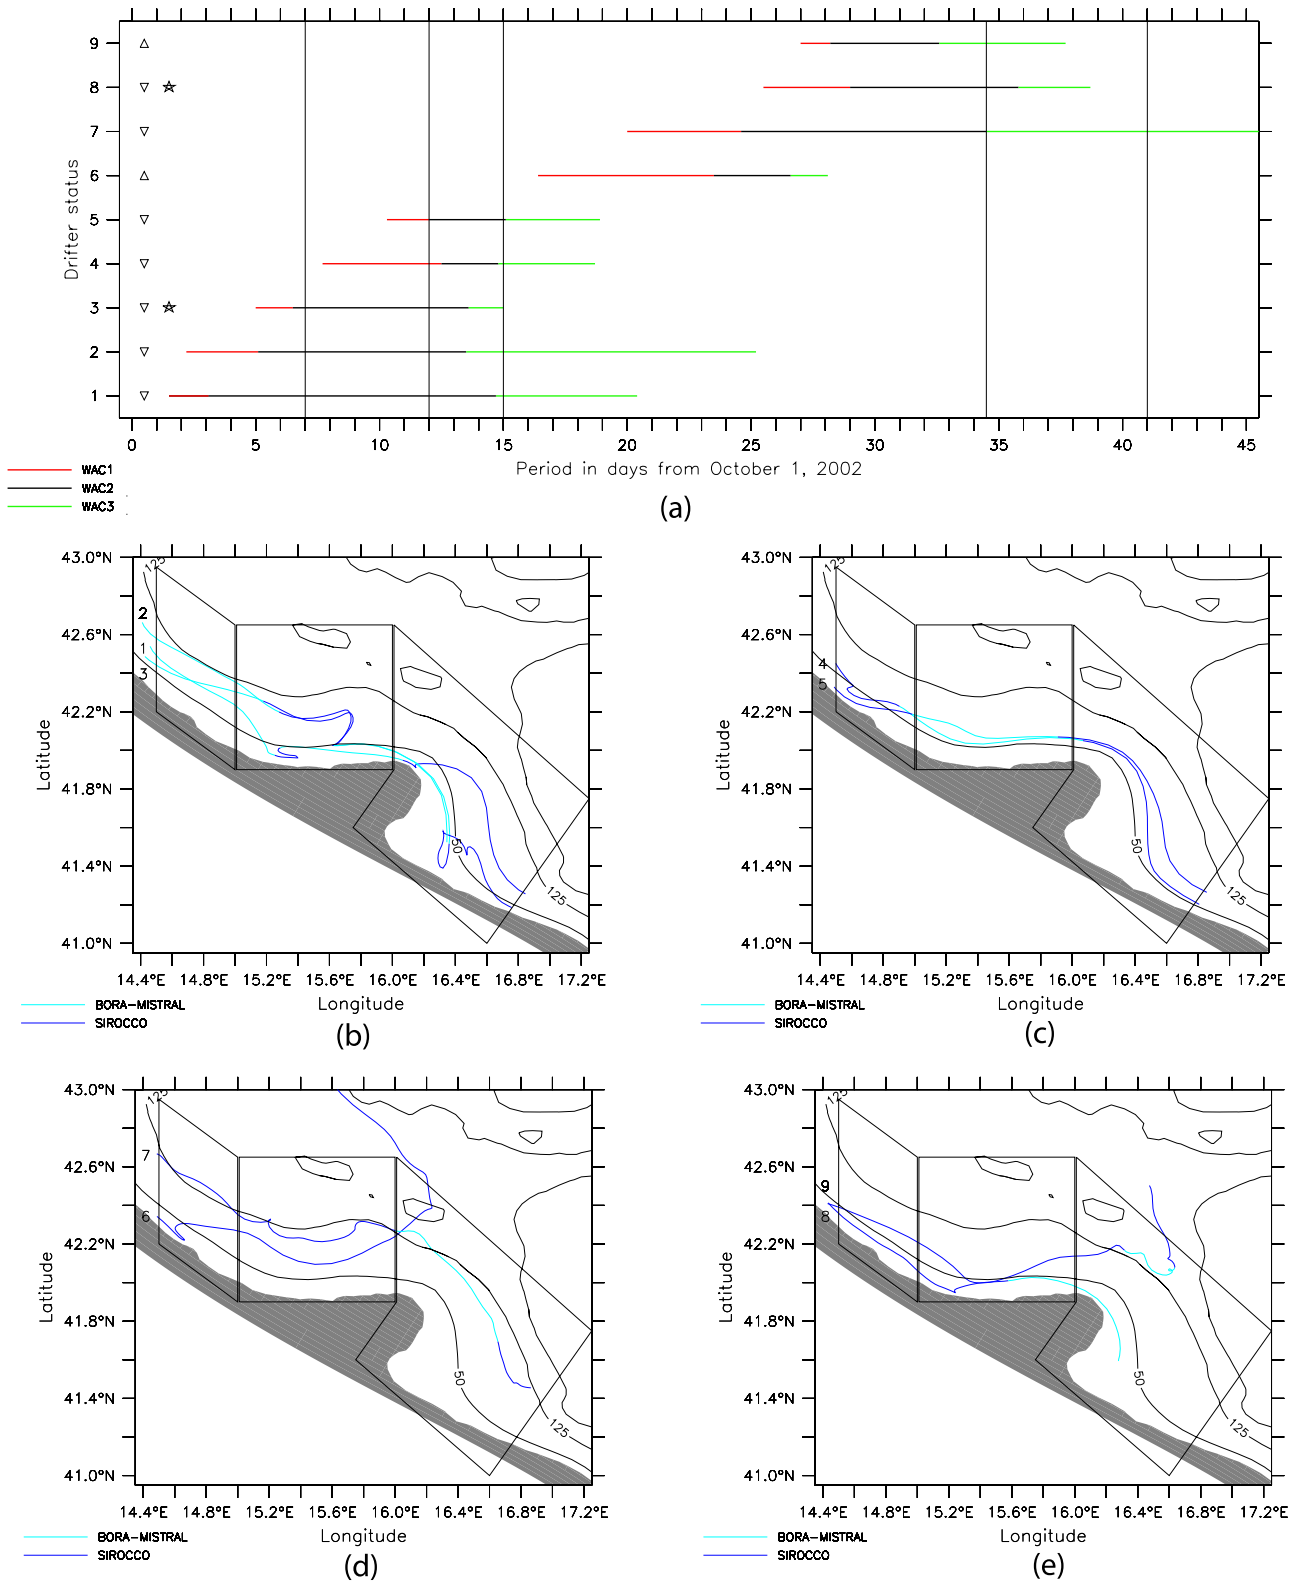 9
8
7
6
5
4
3
2
1
Drifter status
0 5 10 15 20 25 30 35 40 45
Period in days from October 1, 2002
WAC1
WAC2
WAC3
(a)
43.0°N
42.6°N
42.2°N
41.8°N
41.4°N
41.0°N
Latitude
125
2
1
3
50
125
14.4°E 14.8°E 15.2°E 15.6°E 16.0°E 16.4°E 16.8°E 17.2°E
Longitude
BORA-MISTRAL
SIROCCO
(b)
43.0°N
42.6°N
42.2°N
41.8°N
41.4°N
41.0°N
Latitude
125
4
5
50
125
14.4°E 14.8°E 15.2°E 15.6°E 16.0°E 16.4°E 16.8°E 17.2°E
Longitude
BORA-MISTRAL
SIROCCO
(c)
43.0°N
42.6°N
42.2°N
41.8°N
41.4°N
41.0°N
Latitude
125
7
6
50
125
14.4°E 14.8°E 15.2°E 15.6°E 16.0°E 16.4°E 16.8°E 17.2°E
Longitude
BORA-MISTRAL
SIROCCO
(d)
43.0°N
42.6°N
42.2°N
41.8°N
41.4°N
41.0°N
Latitude
125
9
8
50
125
14.4°E 14.8°E 15.2°E 15.6°E 16.0°E 16.4°E 16.8°E 17.2°E
Longitude
BORA-MISTRAL
SIROCCO
(e)